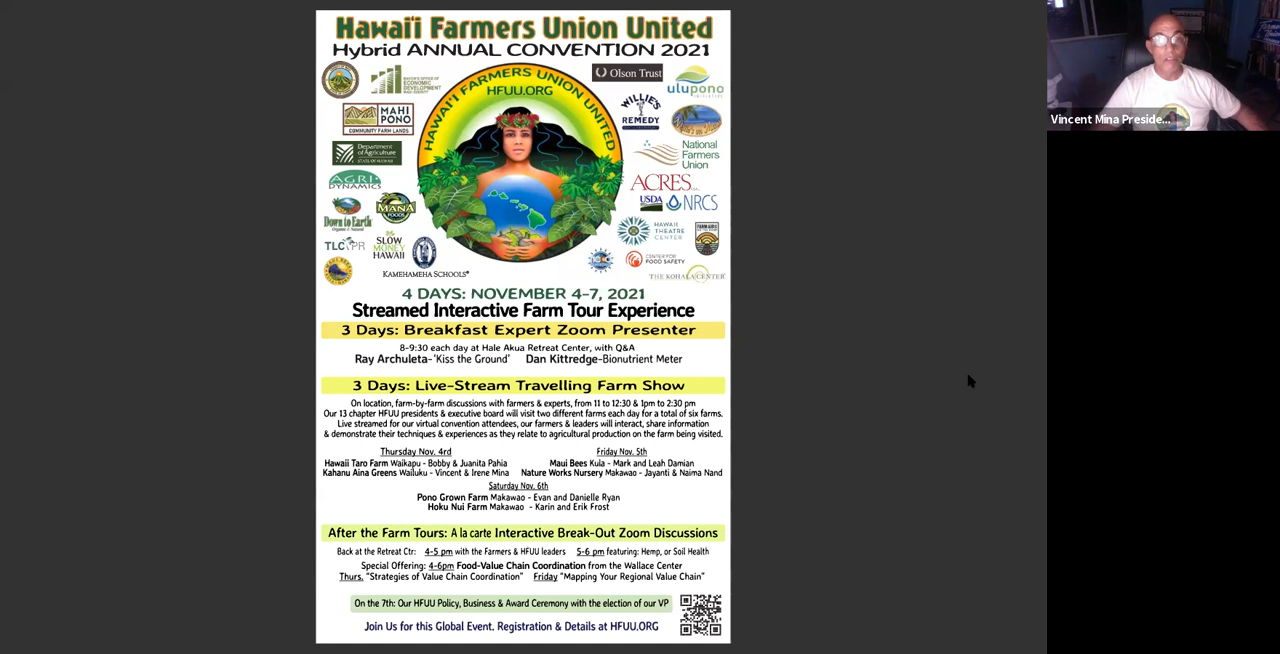 Hawai'i Farmers Union United
Hybrid ANNUAL CONVENTION 2021
HAWAI'I FARMERS UNION UNITED
HFUU.ORG
MAYOR'S OFFICE OF
ECONOMIC
DEVELOPMENT
Olson Trust
ulupono
INITIATIVE
MAHI
PONO
COMMUNITY FARM LANDS
WILLIE'S
REMEDY
Department
of Agriculture
STATE OF HAWAII
National
Farmers
Union
AGRI-
DYNAMICS
ACRES
Down to Earth
Organic & Natural
MANA
FOODS
USDA
NRCS
HAWAII
THEATRE
CENTER
TLC PR
SLOW
MONEY
HAWAII
CENTER FOR
FOOD SAFETY
KAMEHAMEHA SCHOOLS®
THE KOHALA CENTER
4 DAYS: NOVEMBER 4-7, 2021
Streamed Interactive Farm Tour Experience
3 Days: Breakfast Expert Zoom Presenter
8-9:30 each day at Hale Akua Retreat Center, with Q&A
Ray Archuleta-'Kiss the Ground' Dan Kittredge-Bionutrient Meter
3 Days: Live-Stream Travelling Farm Show
On location, farm-by-farm discussions with farmers & experts, from 11 to 12:30 & 1pm to 2:30 pm
Our 13 chapter HFUU presidents & executive board will visit two different farms each day for a total of six farms.
Live streamed for our virtual convention attendees, our farmers & leaders will interact, share information
& demonstrate their techniques & experiences as they relate to agricultural production on the farm being visited.
Thursday Nov. 4rd
Hawaii Taro Farm Waikapu - Bobby & Juanita Pahia
Kahanu Aina Greens Wailuku - Vincent & Irene Mina
Friday Nov. 5th
Maui Bees Kula - Mark and Leah Damian
Nature Works Nursery Makawao - Jayanti & Naima Nand
Saturday Nov. 6th
Pono Grown Farm Makawao - Evan and Danielle Ryan
Hoku Nui Farm Makawao - Karin and Erik Frost
After the Farm Tours: A la carte Interactive Break-Out Zoom Discussions
Back at the Retreat Ctr: 4-5 pm with the Farmers & HFUU leaders 5-6 pm featuring: Hemp, or Soil Health
Special Offering: 4-6pm Food-Value Chain Coordination from the Wallace Center
Thurs. "Strategies of Value Chain Coordination" Friday "Mapping Your Regional Value Chain"
On the 7th: Our HFUU Policy, Business & Award Ceremony with the election of our VP
Join Us for this Global Event. Registration & Details at HFUU.ORG
Vincent Mina Preside...